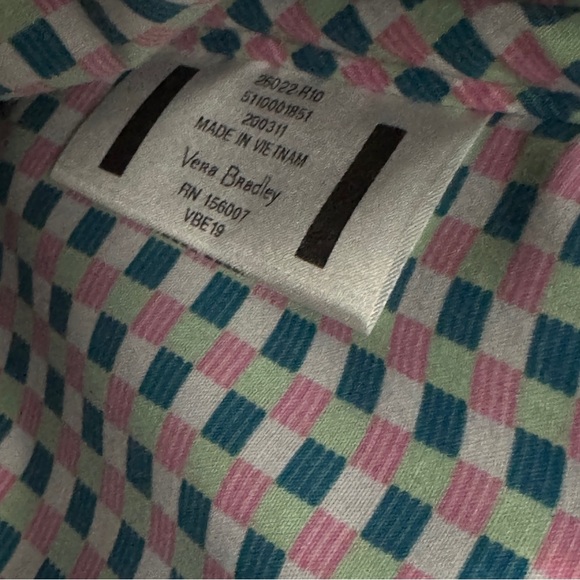 26022 R10
5110001851
200311
MADE IN VIETNAM
Vera Bradley
RN 156007
VBE19